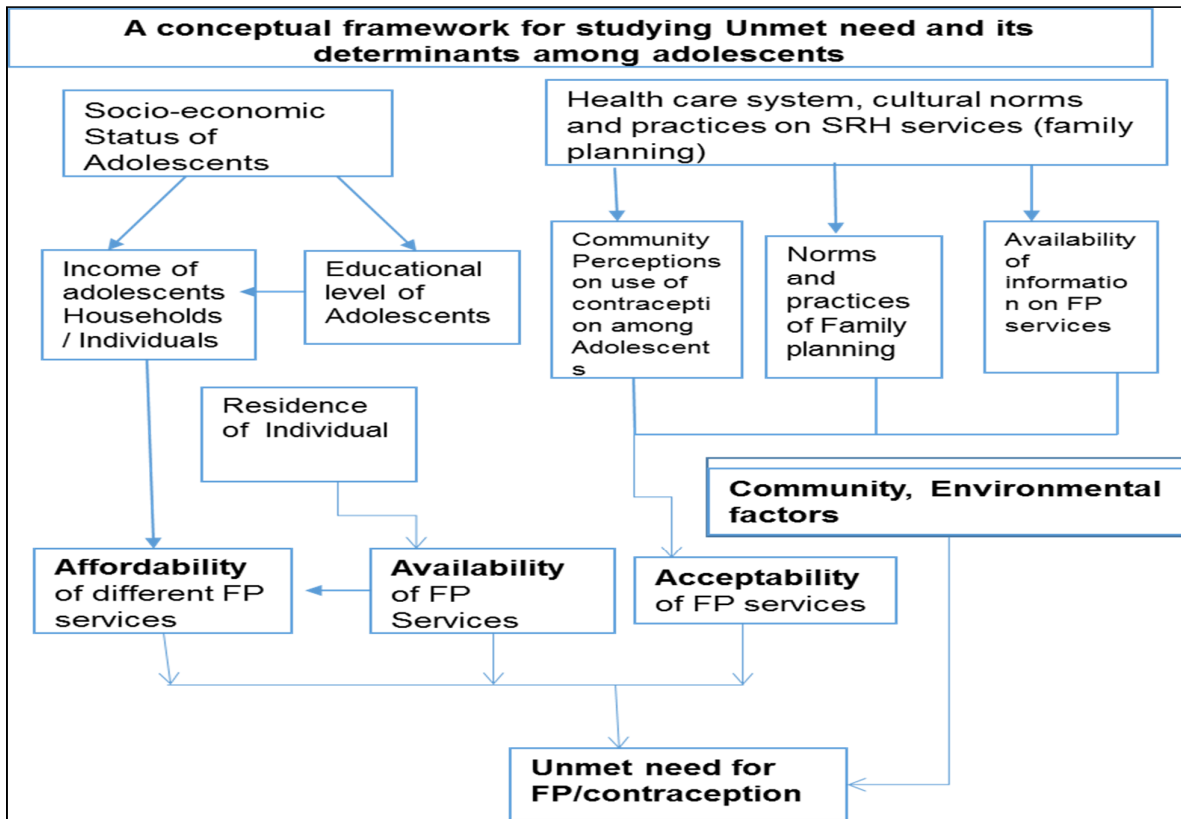 A conceptual framework for studying Unmet need and its
determinants among adolescents
Socio-economic
Status of
Adolescents
Health care system, cultural norms
and practices on SRH services (family
planning)
Income of
adolescents
Households
/ Individuals
Educational
level of
Adolescents
Community
Perceptions
on use of
contracepti
on among
Adolescent
s
Norms
and
practices
of Family
planning
Availability
of
informatio
n on FP
services
Residence
of Individual
Community, Environmental
factors
Affordability
of different FP
services
Availability
of FP
Services
Acceptability
of FP services
Unmet need for
FP/contraception